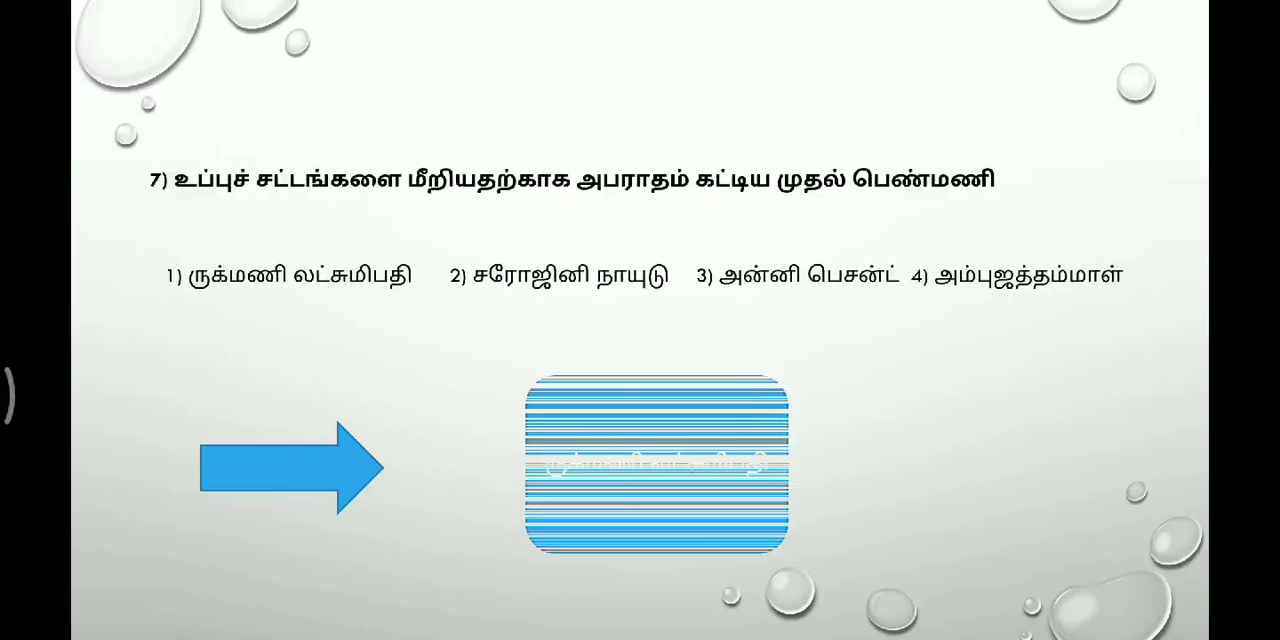 7) உப்புச் சட்டங்களை மீறியதற்காக அபராதம் கட்டிய முதல் பெண்மணி
1) ருக்மணி லட்சுமிபதி 2) சரோஜினி நாயுடு 3) அன்னி பெசன்ட் 4) அம்புஜத்தம்மாள்